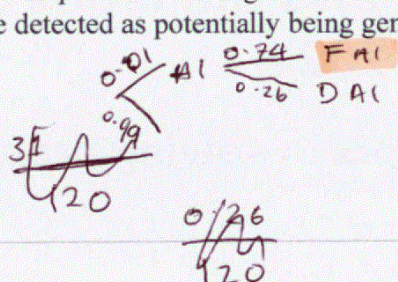 e detected as potentially being ger
0.01 AI 0.74 FAI
0.26 DAI
0.99
120
120